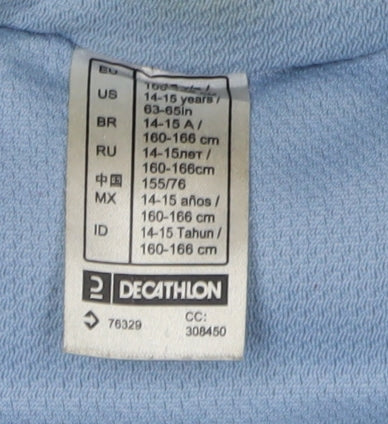 EU
US 14-15 years /
63-65in
BR 14-15 A /
160-166 cm
RU 14-15лет /
160-166cm
中国 155/76
MX 14-15 años /
160-166 cm
ID 14-15 Tahun /
160-166 cm
DECATHLON
76329 CC:
308450